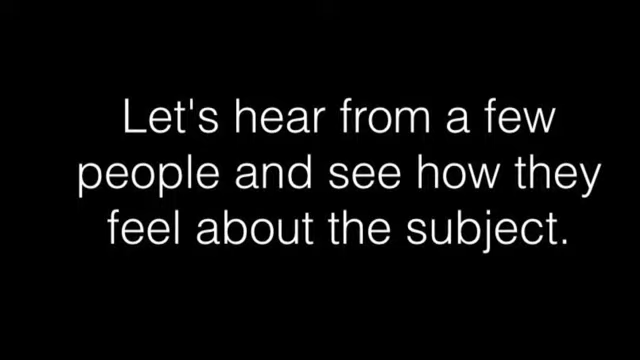 Let's hear from a few
people and see how they
feel about the subject.